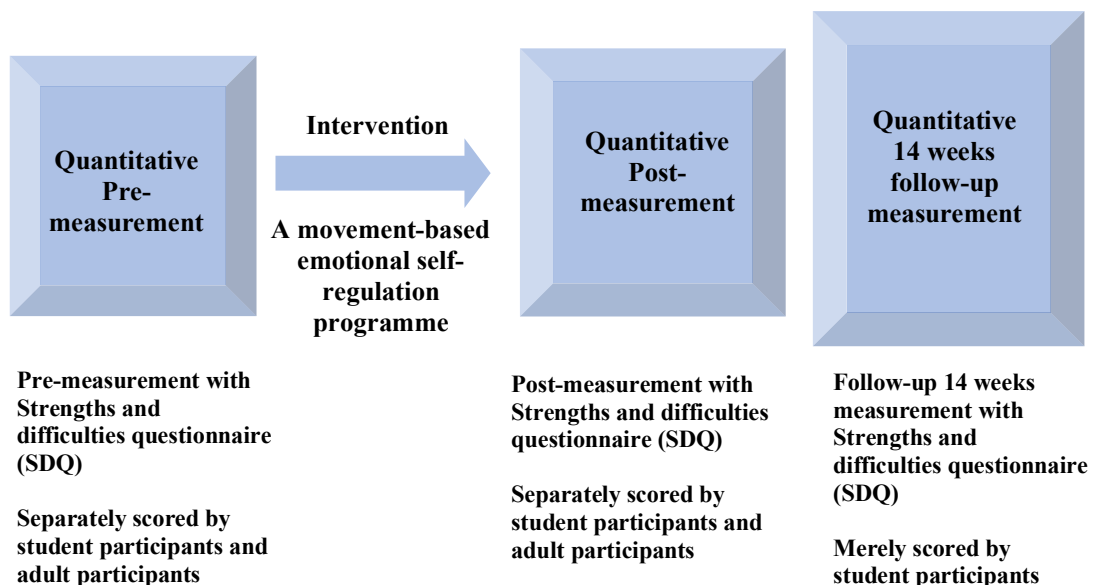 Quantitative
Pre-
measurement
Intervention
A movement-based
emotional self-
regulation
programme
Quantitative
Post-
measurement
Quantitative
14 weeks
follow-up
measurement
Pre-measurement with
Strengths and
difficulties questionnaire
(SDQ)
Separately scored by
student participants and
adult participants
Post-measurement with
Strengths and difficulties
questionnaire (SDQ)
Separately scored by
student participants and
adult participants
Follow-up 14 weeks
measurement with
Strengths and
difficulties questionnaire
(SDQ)
Merely scored by
student participants